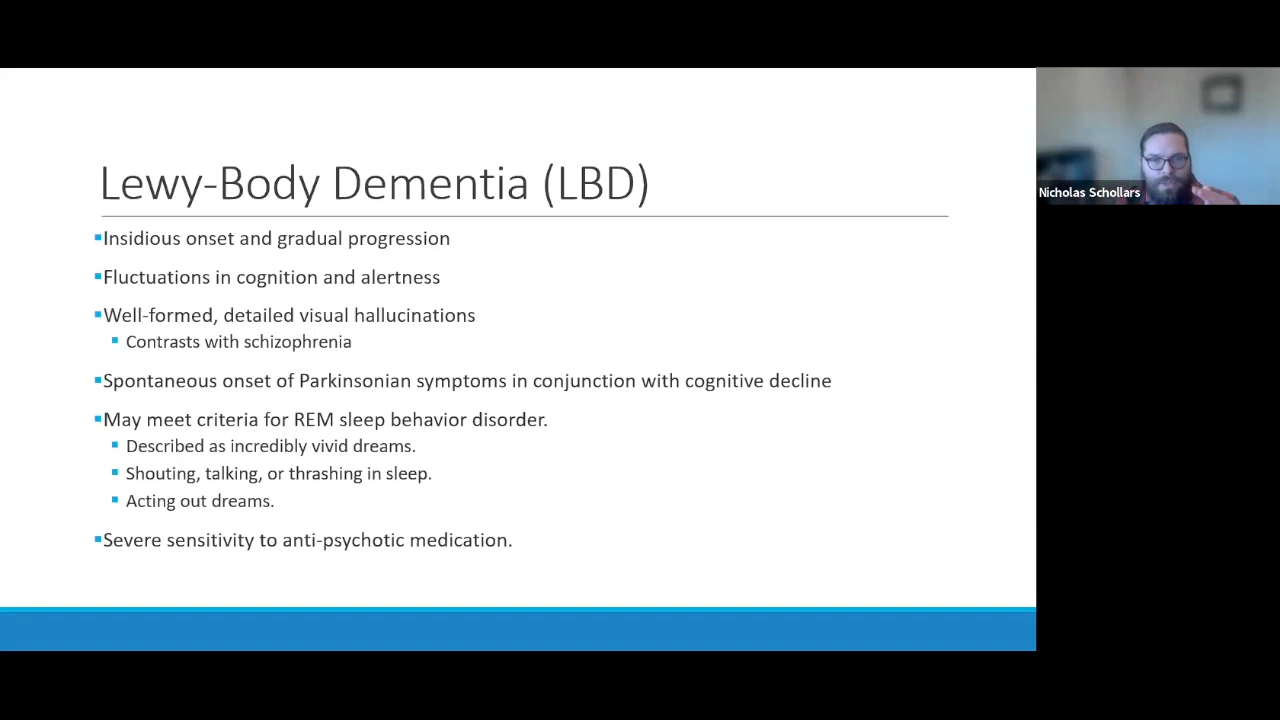 Lewy-Body Dementia (LBD)
▪Insidious onset and gradual progression
▪Fluctuations in cognition and alertness
▪Well-formed, detailed visual hallucinations
▪ Contrasts with schizophrenia
▪Spontaneous onset of Parkinsonian symptoms in conjunction with cognitive decline
▪May meet criteria for REM sleep behavior disorder.
▪ Described as incredibly vivid dreams.
▪ Shouting, talking, or thrashing in sleep.
▪ Acting out dreams.
▪Severe sensitivity to anti-psychotic medication.
Nicholas Schollars